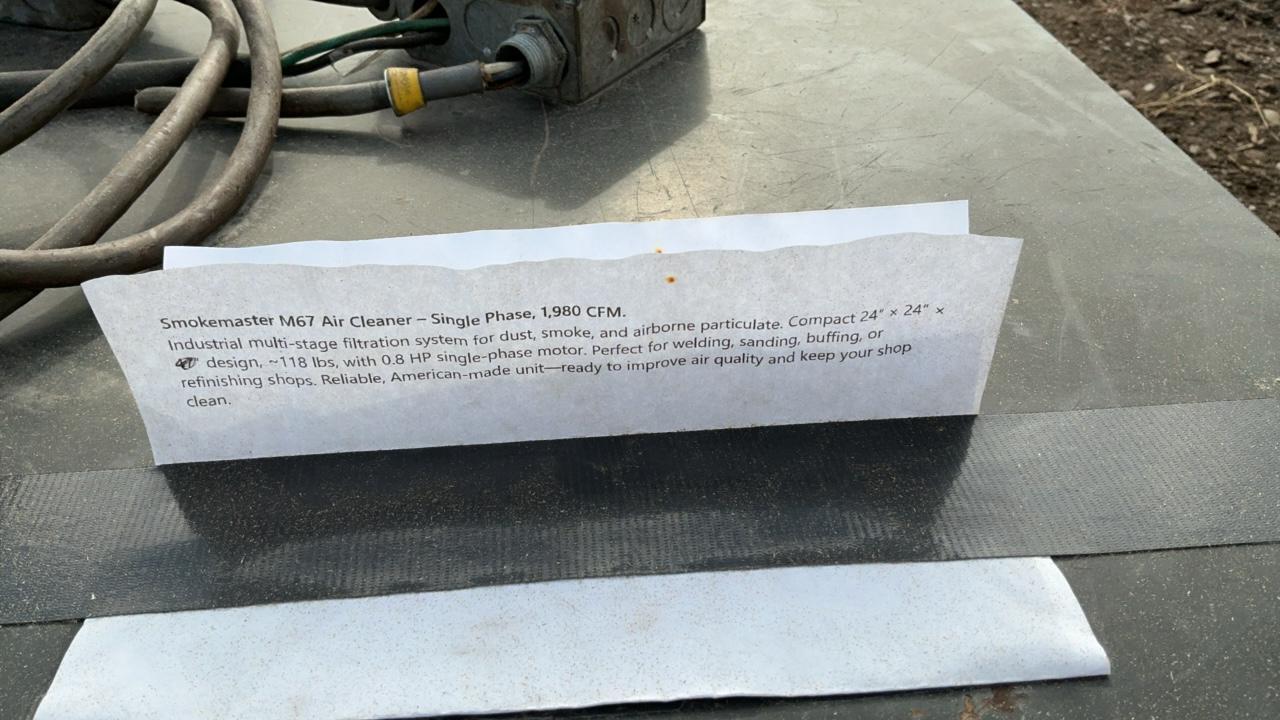 Smokemaster M67 Air Cleaner – Single Phase, 1,980 CFM.
Industrial multi-stage filtration system for dust, smoke, and airborne particulate. Compact 24" × 24" ×
design, ~118 lbs, with 0.8 HP single-phase motor. Perfect for welding, sanding, buffing, or
refinishing shops. Reliable, American-made unit—ready to improve air quality and keep your shop
clean.